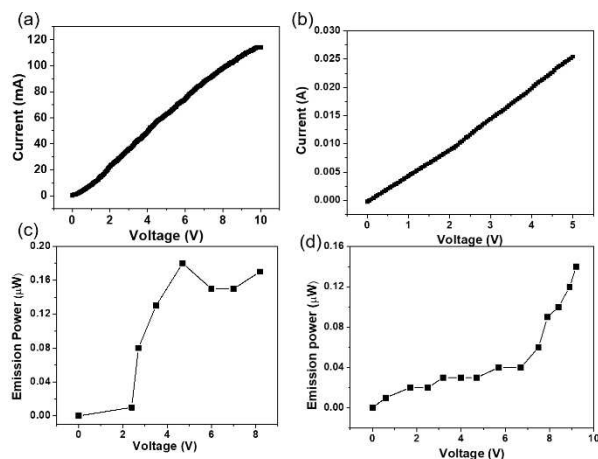 (a)
120
100
80
60
40
20
0
Current (mA)
0 2 4 6 8 10
Voltage (V)
(b)
0.030
0.025
0.020
0.015
0.010
0.005
0.000
Current (A)
0 1 2 3 4 5
Voltage (V)
(c)
0.20
0.16
0.12
0.08
0.04
0.00
Emission Power (μW)
0 2 4 6 8
Voltage (V)
(d)
0.16
0.12
0.08
0.04
0.00
Emission power (μW)
0 2 4 6 8 10
Voltage (V)